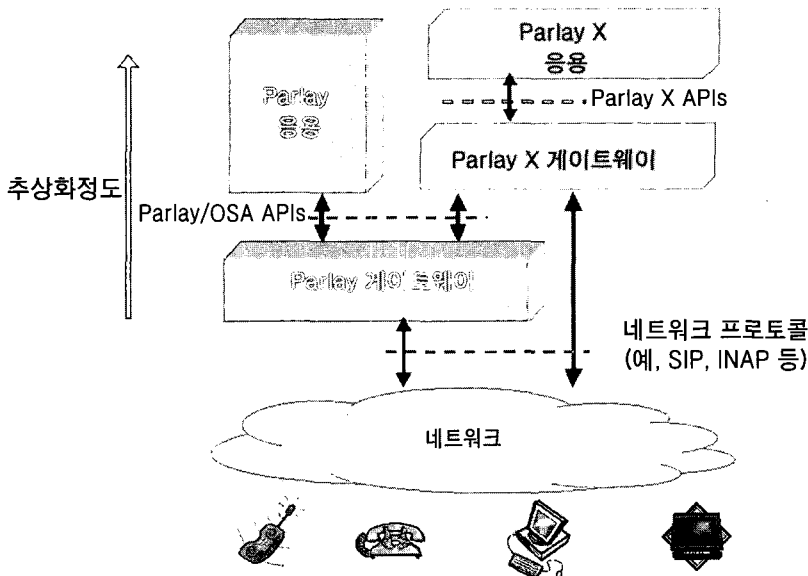 Parlay X
응용
Parlay
응용
Parlay X APIs
Parlay X 게이트웨이
추상화정도
Parlay/OSA APIs
Parlay 게이트웨이
네트워크 프로토콜
(예, SIP, INAP 등)
네트워크